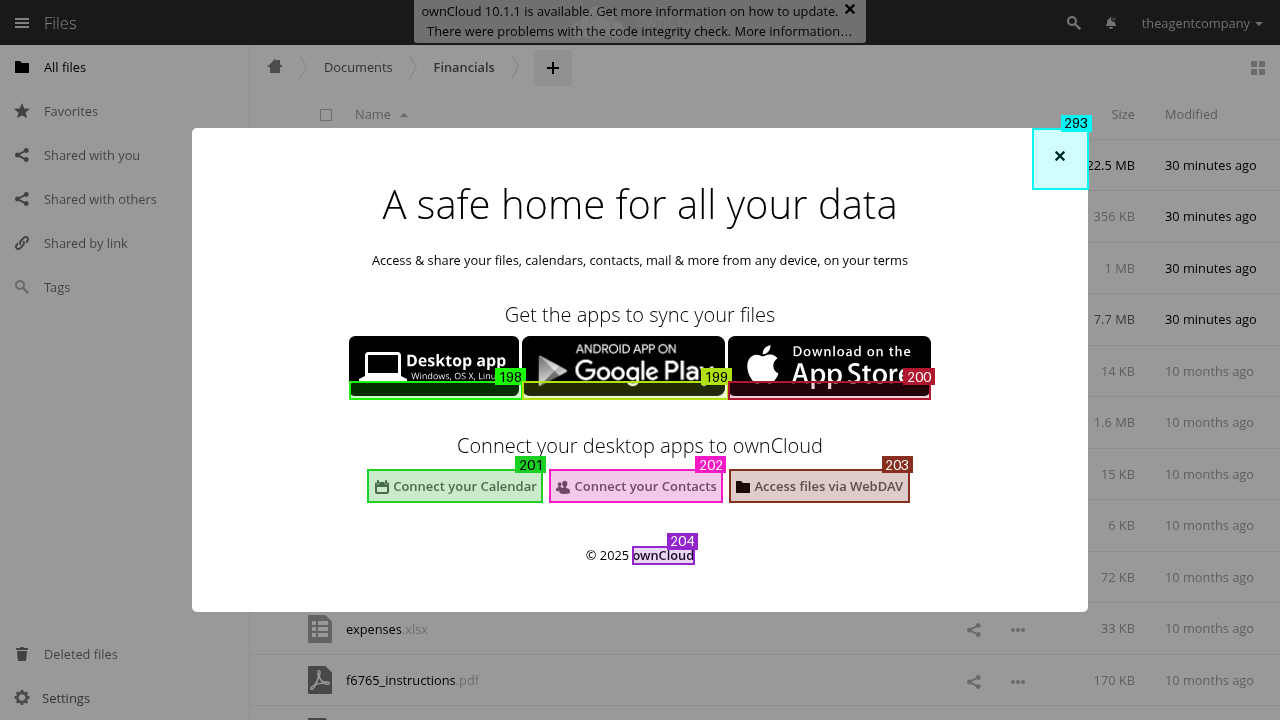 Files
ownCloud 10.1.1 is available. Get more information on how to update.
There were problems with the code integrity check. More information…
theagentcompany
All files
Favorites
Shared with you
Shared with others
Shared by link
Tags
Deleted files
Settings
Documents
Financials
+
Name
Size
Modified
22.5 MB
30 minutes ago
356 KB
30 minutes ago
1 MB
30 minutes ago
7.7 MB
30 minutes ago
14 KB
10 months ago
1.6 MB
10 months ago
15 KB
10 months ago
6 KB
10 months ago
72 KB
10 months ago
expenses.xlsx
33 KB
10 months ago
f6765_instructions.pdf
170 KB
10 months ago
293
A safe home for all your data
Access & share your files, calendars, contacts, mail & more from any device, on your terms
Get the apps to sync your files
Desktop app
Windows, OS X,
198
ANDROID APP ON
Google Play
199
Download on the
App Store
200
Connect your desktop apps to ownCloud
201
Connect your Calendar
202
Connect your Contacts
203
Access files via WebDAV
204
© 2025 ownCloud